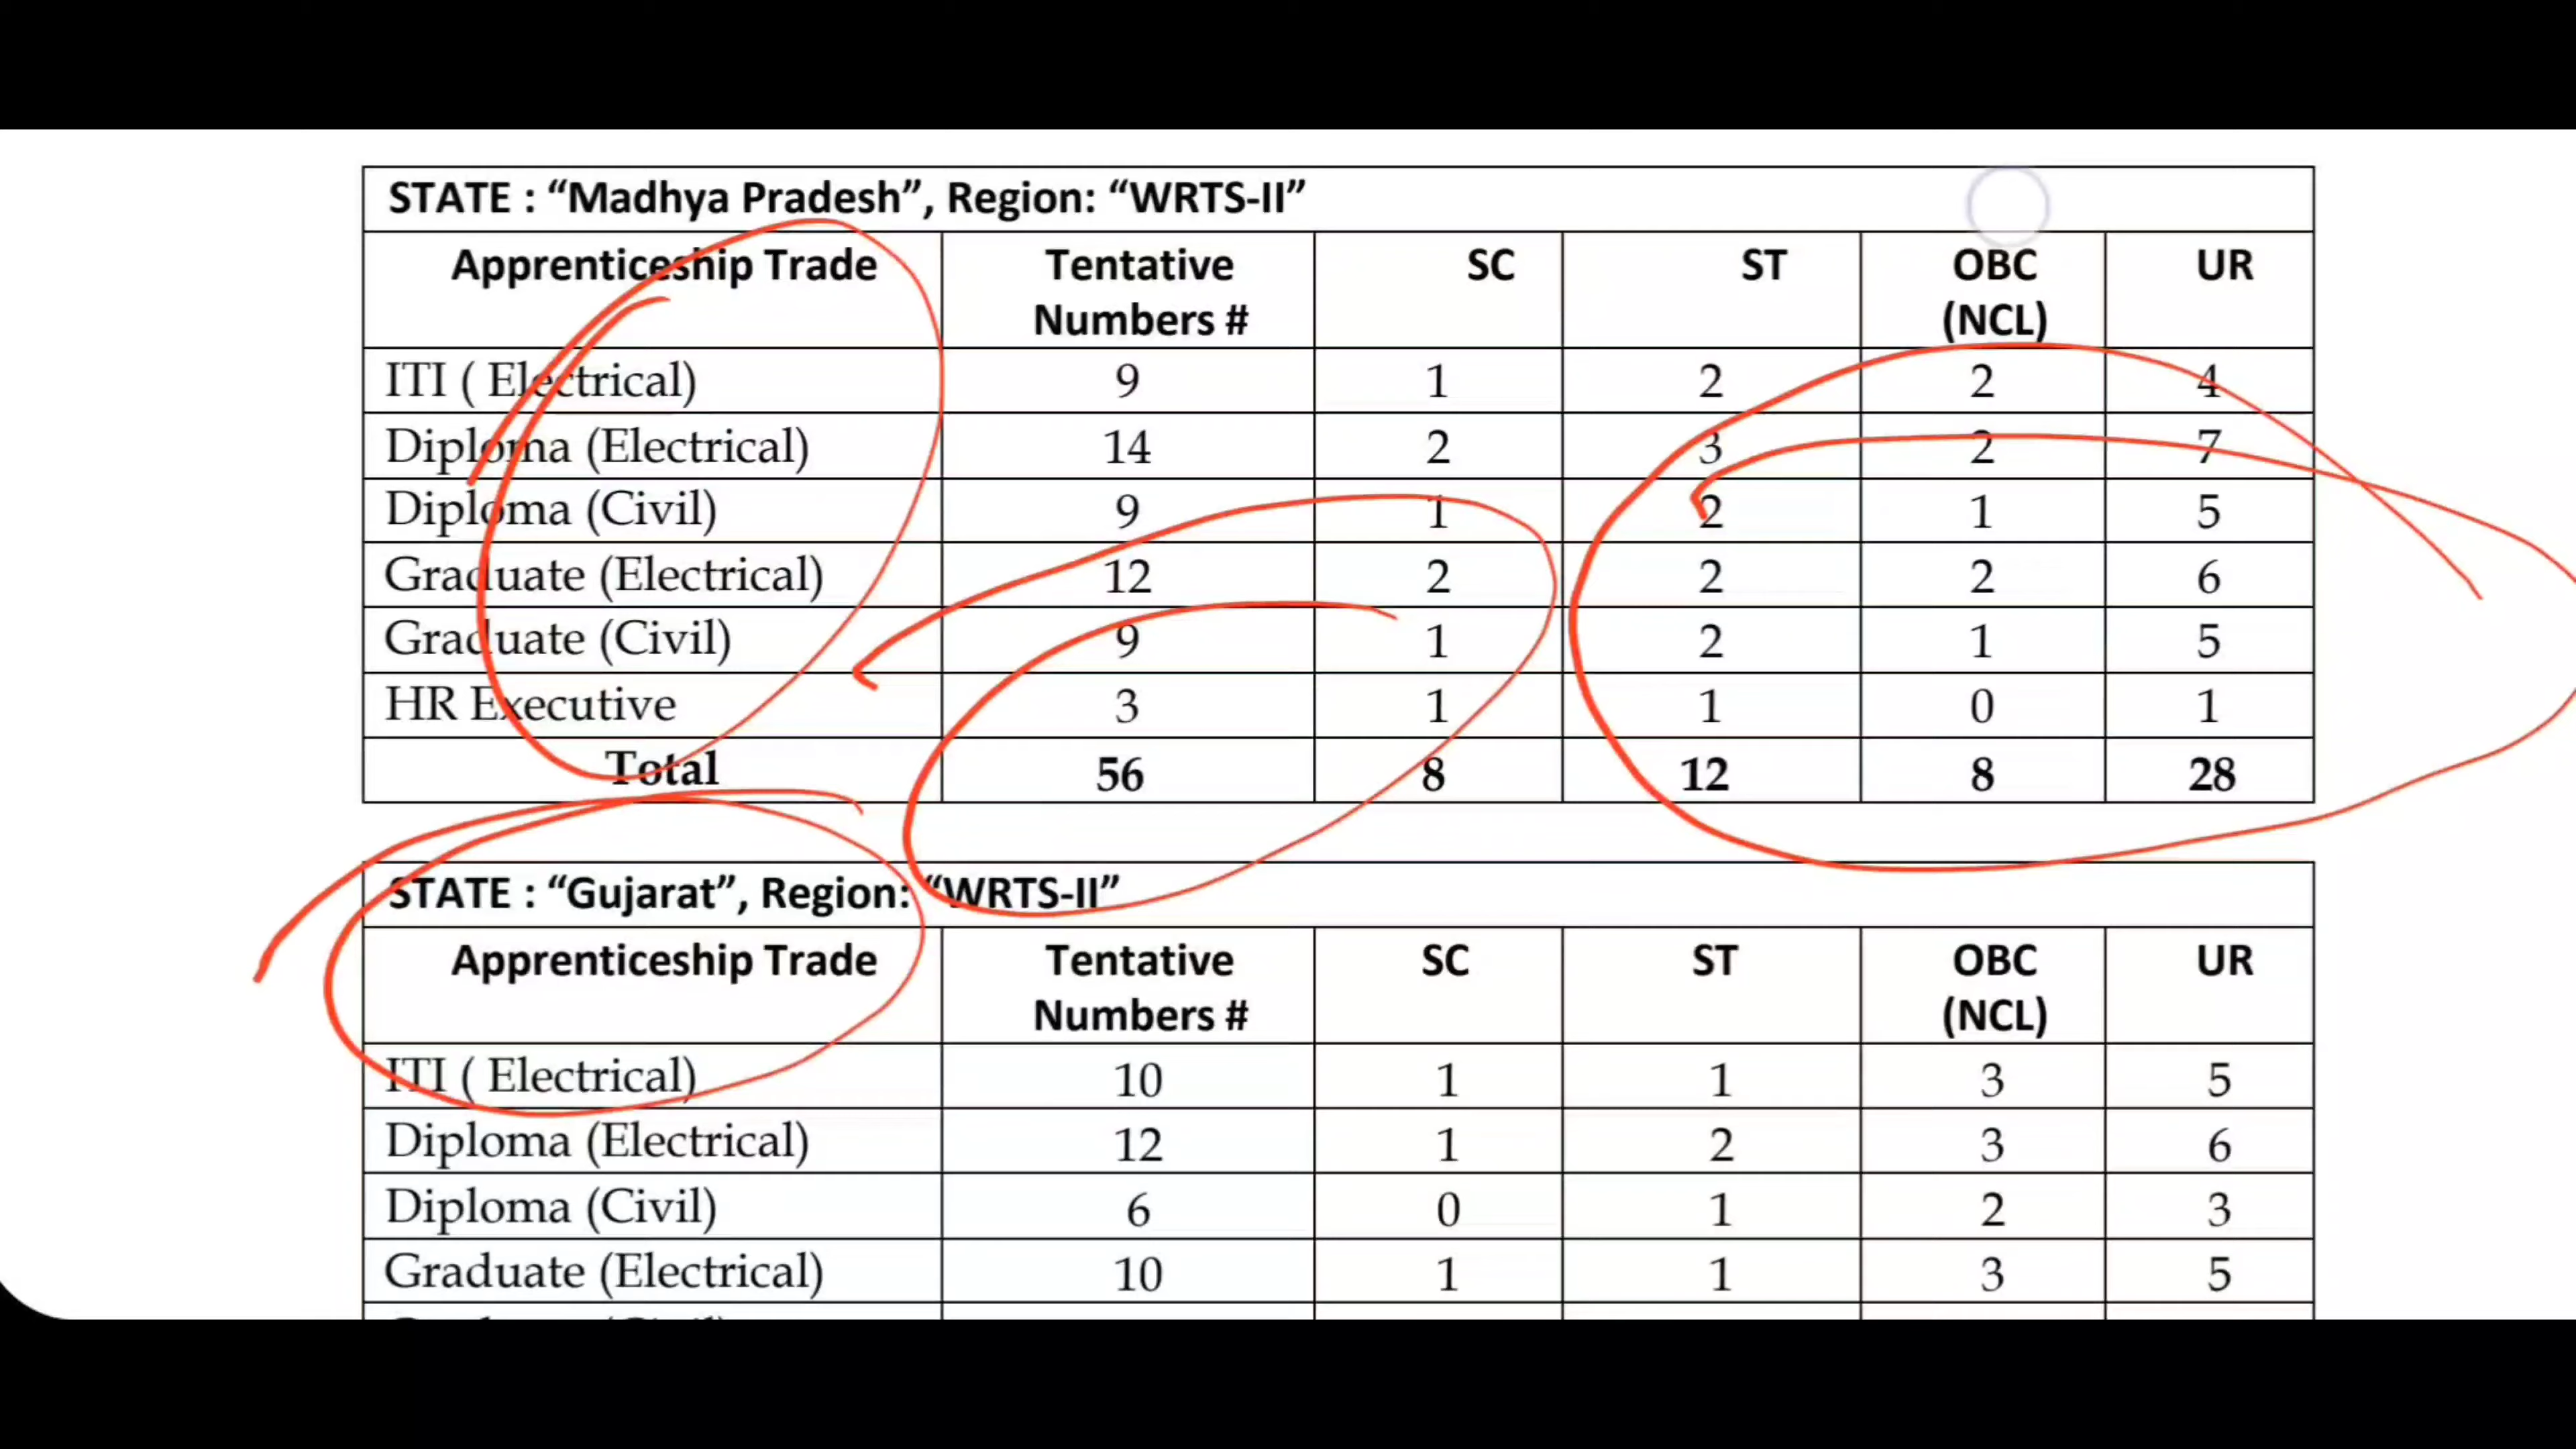 STATE : “Madhya Pradesh”, Region: “WRTS-II”
Apprenticeship Trade Tentative Numbers # SC ST OBC (NCL) UR
ITI ( Electrical) 9 1 2 2 4
Diploma (Electrical) 14 2 3 2 7
Diploma (Civil) 9 1 2 1 5
Graduate (Electrical) 12 2 2 2 6
Graduate (Civil) 9 1 2 1 5
HR Executive 3 1 1 0 1
Total 56 8 12 8 28
STATE : “Gujarat”, Region: “WRTS-II”
Apprenticeship Trade Tentative Numbers # SC ST OBC (NCL) UR
ITI ( Electrical) 10 1 1 3 5
Diploma (Electrical) 12 1 2 3 6
Diploma (Civil) 6 0 1 2 3
Graduate (Electrical) 10 1 1 3 5